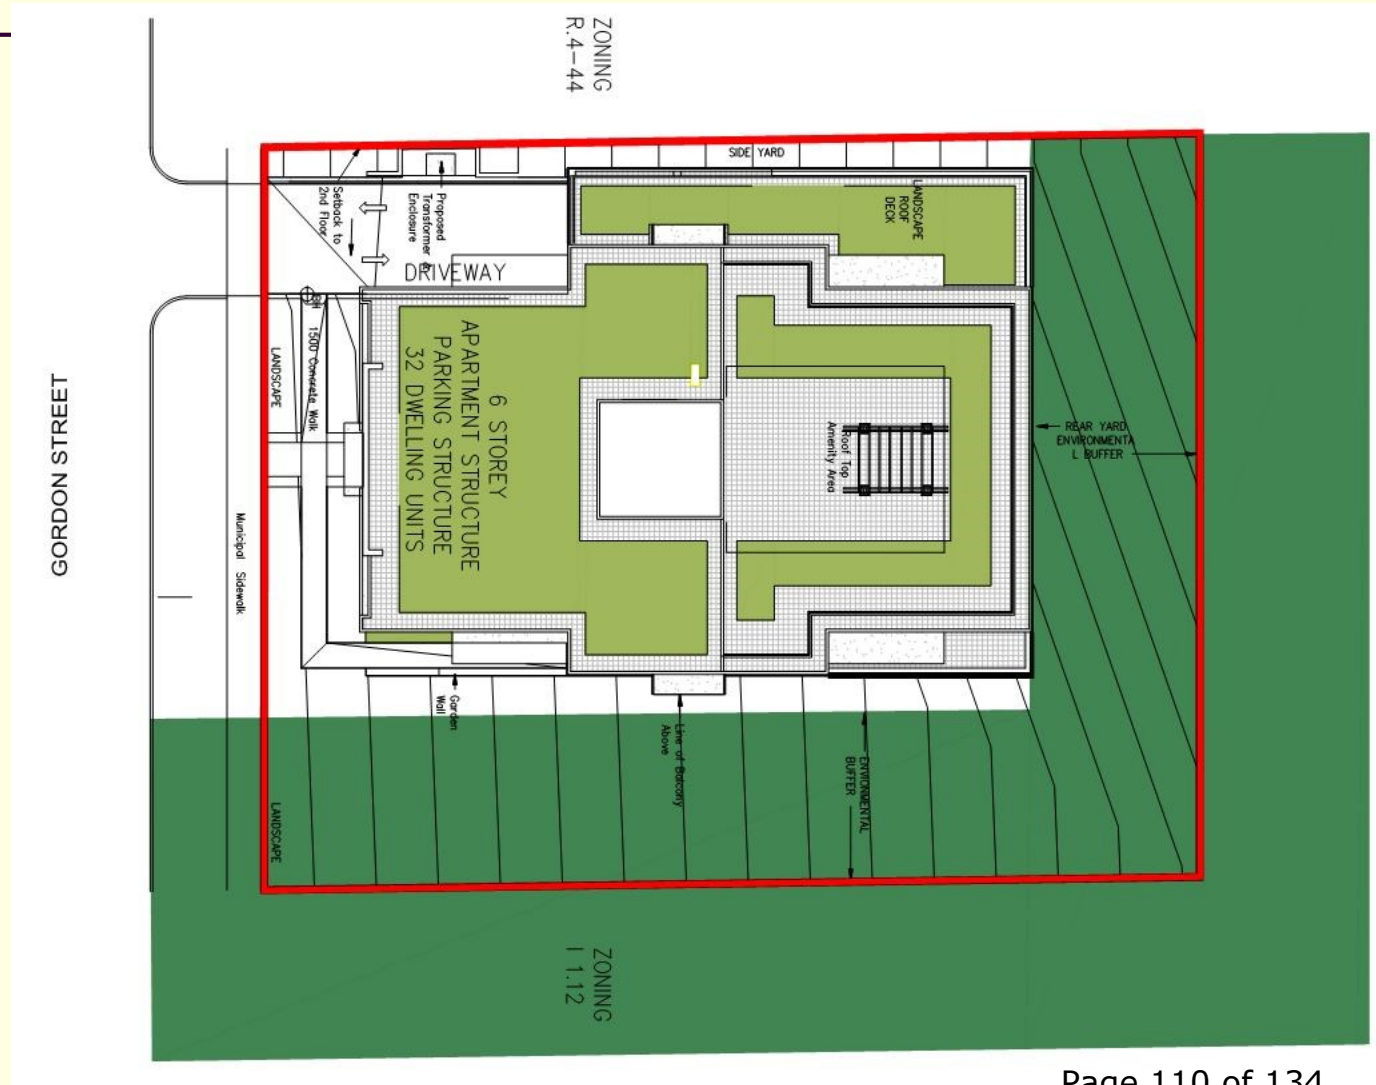 ZONING
R.4-44
SIDE YARD
LANDSCAPE
ROOF
DECK
Setback to
2nd Floor
Proposed
Transformer
Enclosure
DRIVEWAY
1500 Concrete Walk
LANDSCAPE
6 STOREY
APARTMENT STRUCTURE
PARKING STRUCTURE
32 DWELLING UNITS
Roof Top
Amenity Area
REAR YARD
ENVIRONMENTA
L BUFFER
GORDON STREET
Municipal Sidewalk
Garden
Wall
Line of Balcony
Above
ENVIRONMENTAL
BUFFER
LANDSCAPE
ZONING
I 1.12
Page 110 of 134